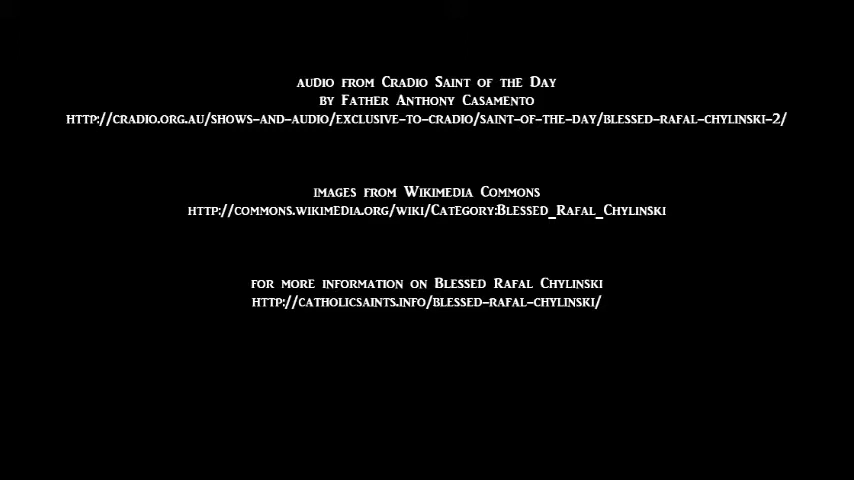 audio from Cradio Saint of the Day
by Father Anthony Casamento
http://cradio.org.au/shows-and-audio/exclusive-to-cradio/saint-of-the-day/blessed-rafal-chylinski-2/
images from Wikimedia Commons
http://commons.wikimedia.org/wiki/Category:Blessed_Rafal_Chylinski
for more information on Blessed Rafal Chylinski
http://catholicsaints.info/blessed-rafal-chylinski/